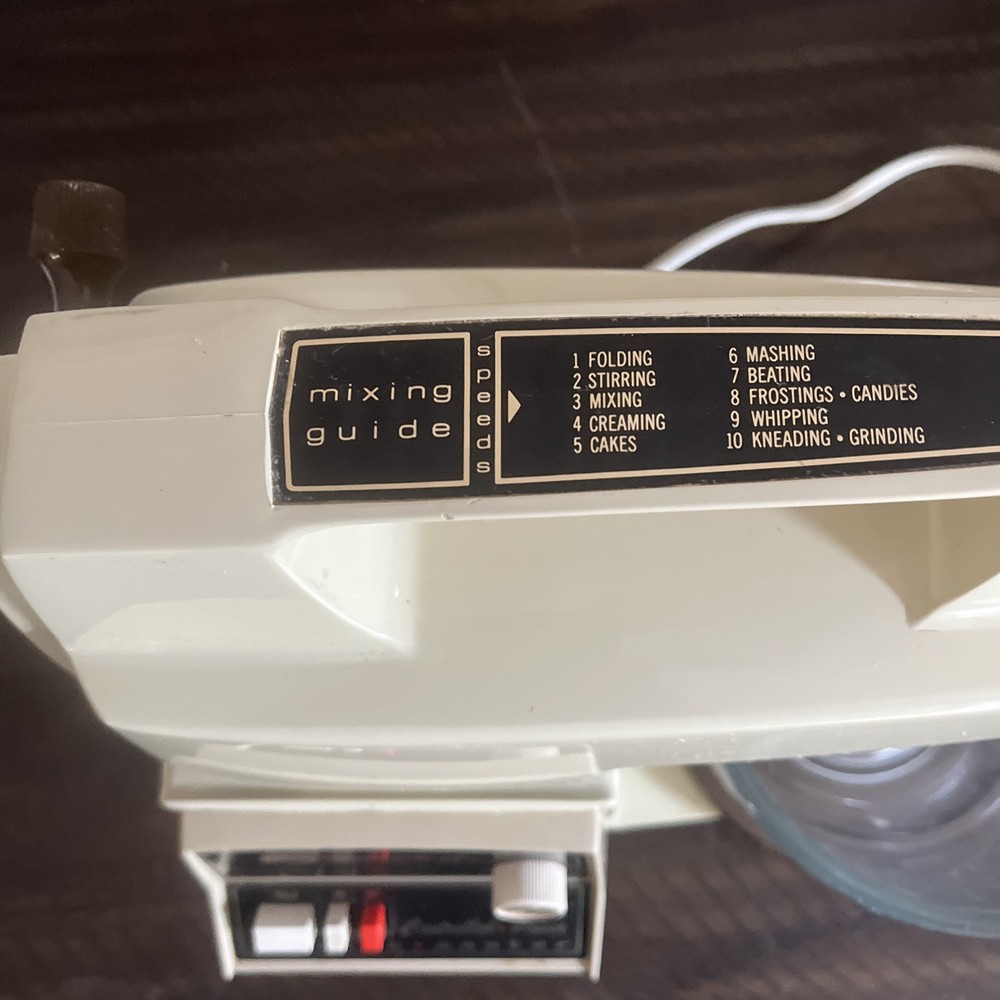 mixing
guide
speeds
1 FOLDING
2 STIRRING
3 MIXING
4 CREAMING
5 CAKES
6 MASHING
7 BEATING
8 FROSTINGS • CANDIES
9 WHIPPING
10 KNEADING • GRINDING